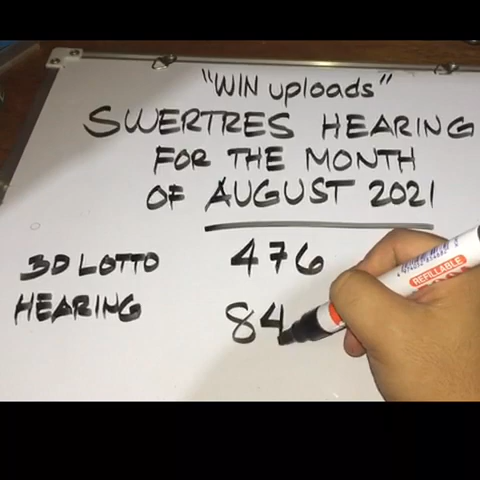 "WIN uploads"
SWERTRES HEARING
FOR THE MONTH
OF AUGUST 2021
3D LOTTO 476
HEARING 84
REFILLABLE